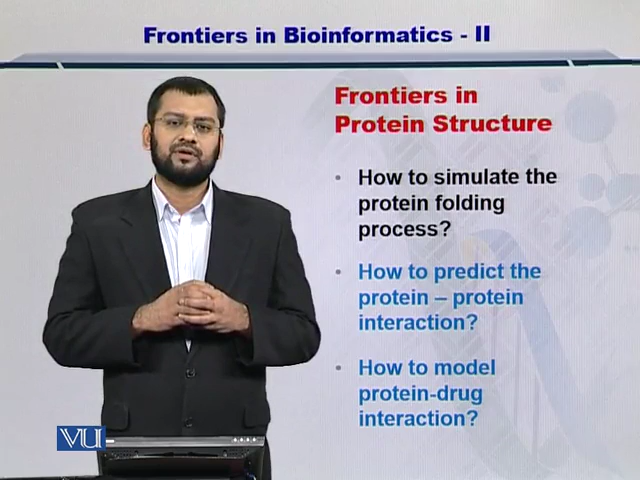 Frontiers in Bioinformatics - II
Frontiers in
Protein Structure
• How to simulate the
protein folding
process?
• How to predict the
protein – protein
interaction?
• How to model
protein-drug
interaction?
VU